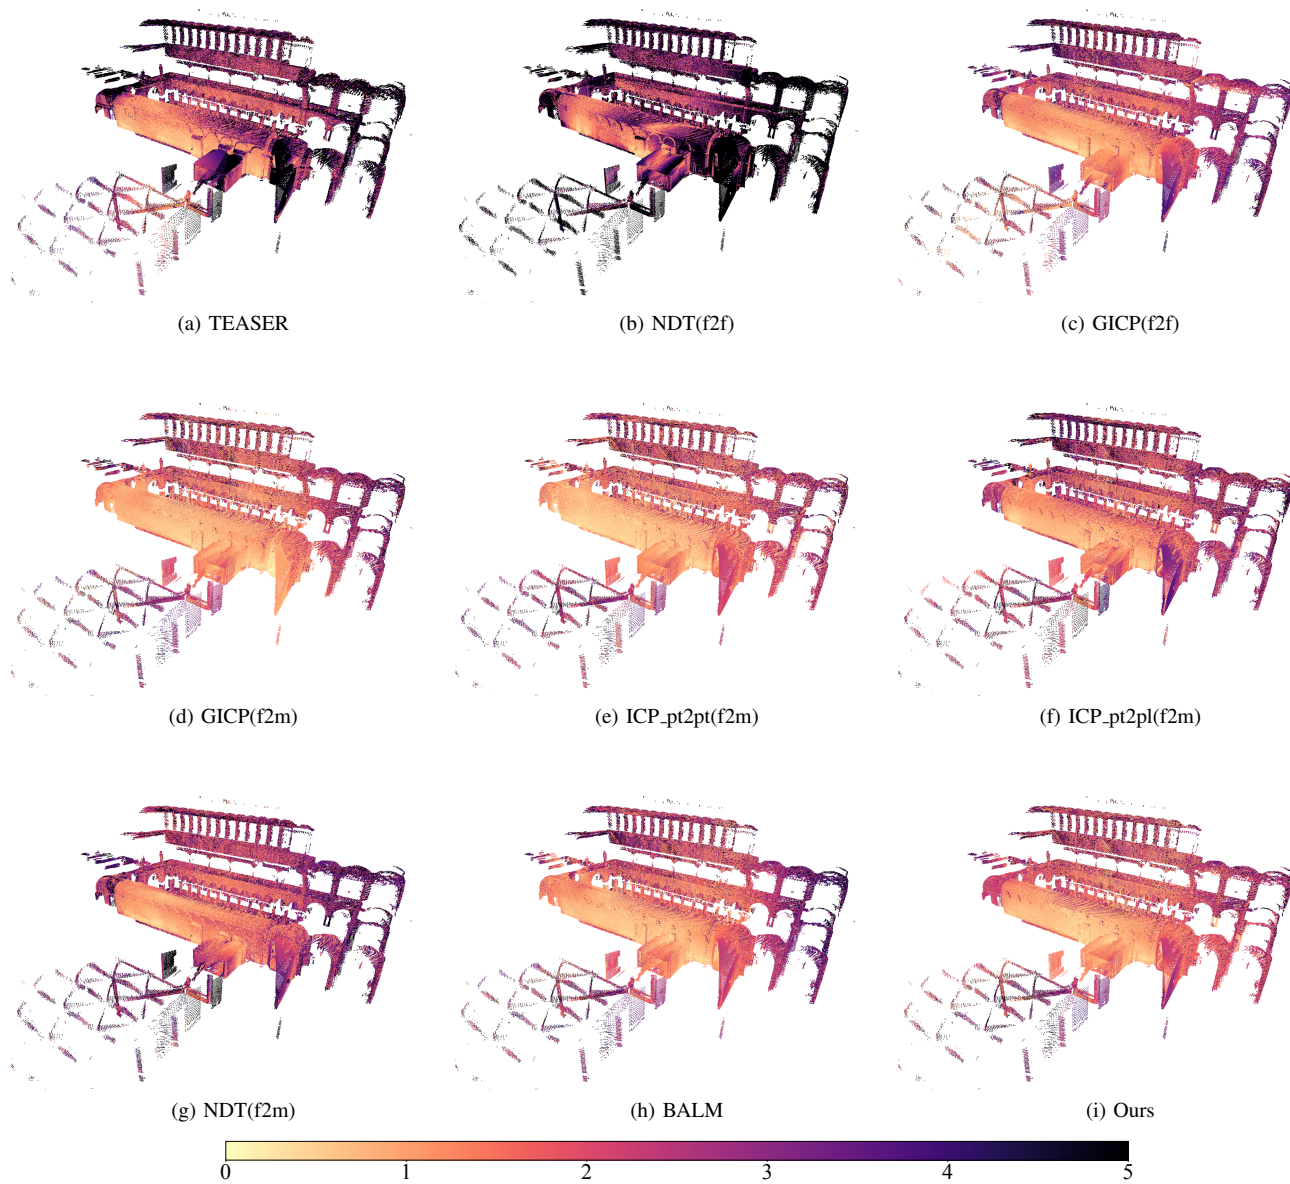 (a) TEASER
(b) NDT(f2f)
(c) GICP(f2f)
(d) GICP(f2m)
(e) ICP_pt2pt(f2m)
(f) ICP_pt2pl(f2m)
(g) NDT(f2m)
(h) BALM
(i) Ours
0 1 2 3 4 5